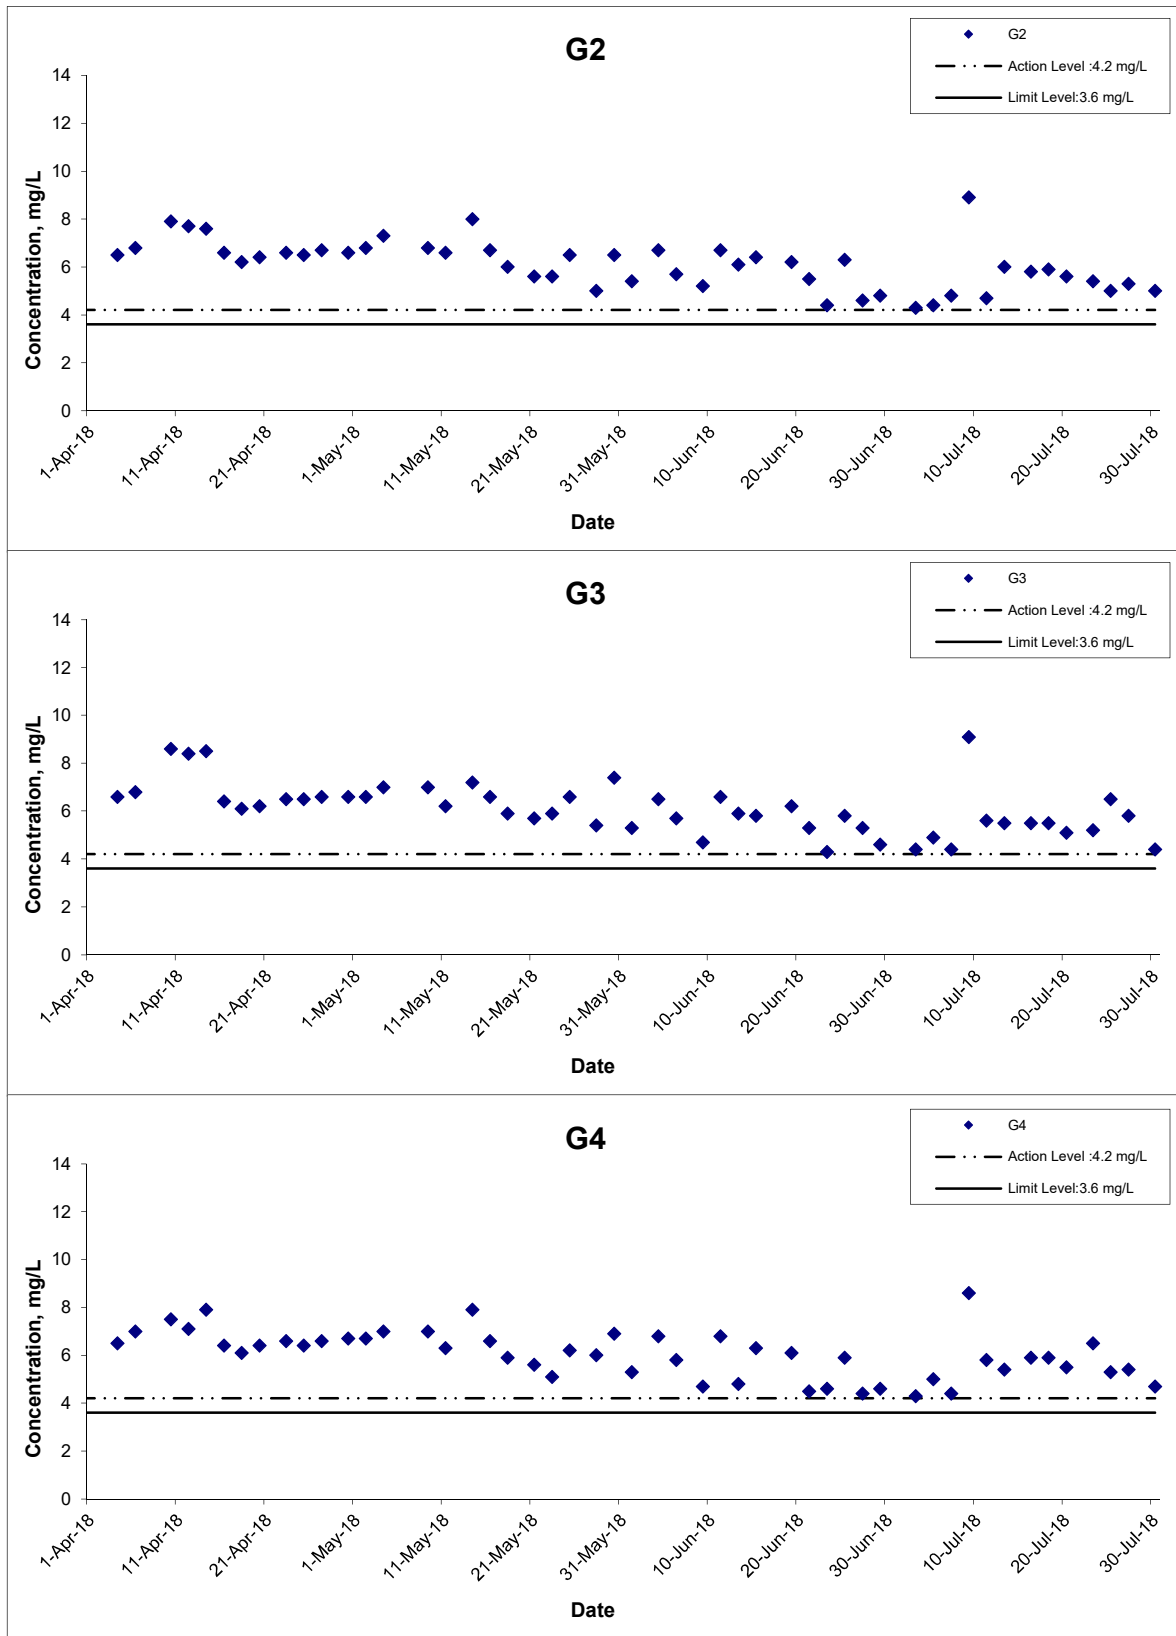 G2
G2
Action Level :4.2 mg/L
Limit Level:3.6 mg/L
Concentration, mg/L
14
12
10
8
6
4
2
0
1-Apr-18
11-Apr-18
21-Apr-18
1-May-18
11-May-18
21-May-18
31-May-18
10-Jun-18
20-Jun-18
30-Jun-18
10-Jul-18
20-Jul-18
30-Jul-18
Date
G3
G3
Action Level :4.2 mg/L
Limit Level:3.6 mg/L
Concentration, mg/L
14
12
10
8
6
4
2
0
1-Apr-18
11-Apr-18
21-Apr-18
1-May-18
11-May-18
21-May-18
31-May-18
10-Jun-18
20-Jun-18
30-Jun-18
10-Jul-18
20-Jul-18
30-Jul-18
Date
G4
G4
Action Level :4.2 mg/L
Limit Level:3.6 mg/L
Concentration, mg/L
14
12
10
8
6
4
2
0
1-Apr-18
11-Apr-18
21-Apr-18
1-May-18
11-May-18
21-May-18
31-May-18
10-Jun-18
20-Jun-18
30-Jun-18
10-Jul-18
20-Jul-18
30-Jul-18
Date